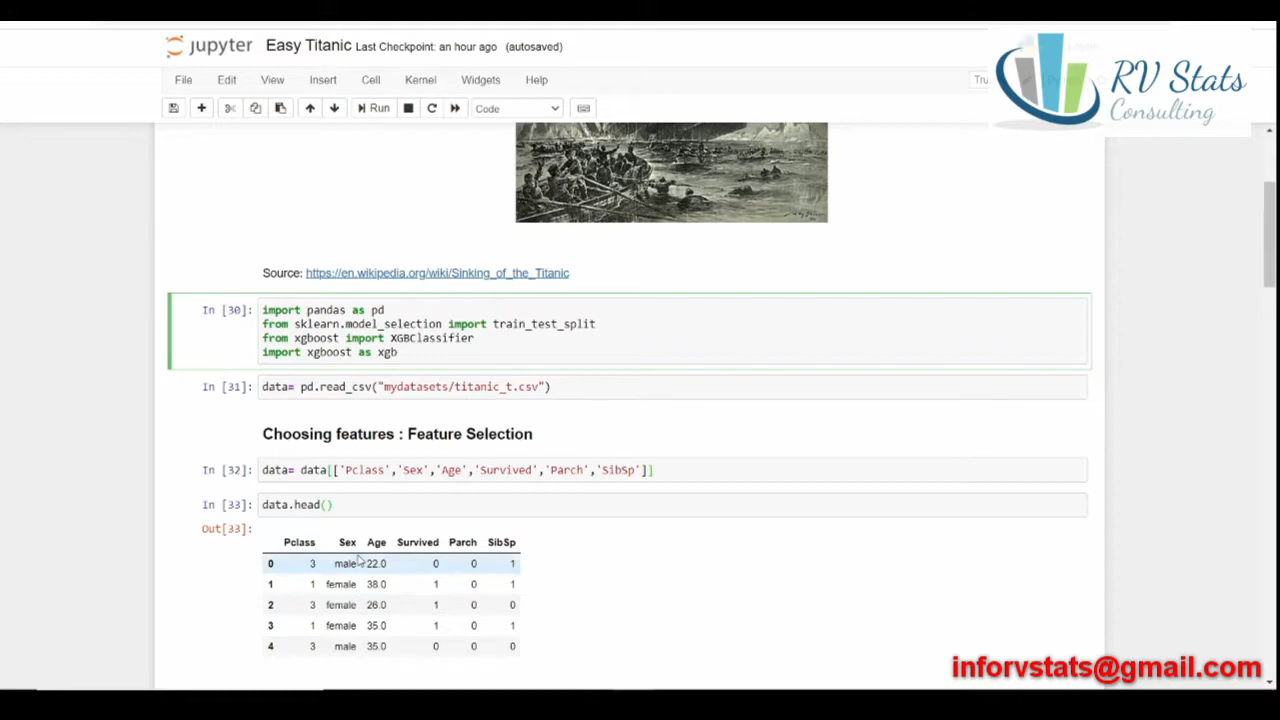 jupyter Easy Titanic Last Checkpoint: an hour ago (autosaved)
RV Stats
Consulting
File Edit View Insert Cell Kernel Widgets Help
Run Code
Source: https://en.wikipedia.org/wiki/Sinking_of_the_Titanic
In [30]: import pandas as pd
from sklearn.model_selection import train_test_split
from xgboost import XGBClassifier
import xgboost as xgb
In [31]: data= pd.read_csv("mydatasets/titanic_t.csv")
Choosing features : Feature Selection
In [32]: data= data[['Pclass','Sex','Age','Survived','Parch','SibSp']]
In [33]: data.head()
Out[33]:
Pclass Sex Age Survived Parch SibSp
0 3 male 22.0 0 0 1
1 1 female 38.0 1 0 1
2 3 female 26.0 1 0 0
3 1 female 35.0 1 0 1
4 3 male 35.0 0 0 0
inforvstats@gmail.com